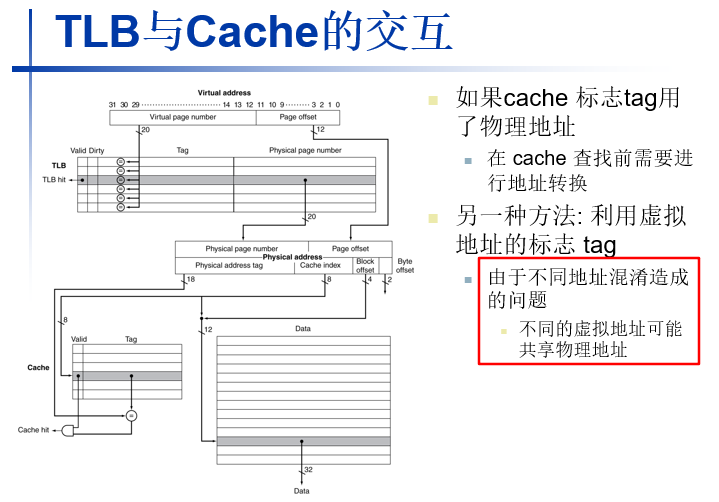 TLB与Cache的交互
Virtual address
31 30 29 ··················· 14 13 12 11 10 9 ········· 3 2 1 0
Virtual page number
Page offset
20
12
Valid Dirty
Tag
Physical page number
TLB
TLB hit
=
=
=
=
=
=
20
Physical page number
Page offset
Physical address
Physical address tag
Cache index
Block
offset
Byte
offset
18
8
4
2
8
12
Data
Valid
Tag
Cache
=
Cache hit
32
Data
如果cache 标志tag用
了物理地址
在 cache 查找前需要进
行地址转换
另一种方法: 利用虚拟
地址的标志 tag
由于不同地址混淆造成
的问题
不同的虚拟地址可能
共享物理地址